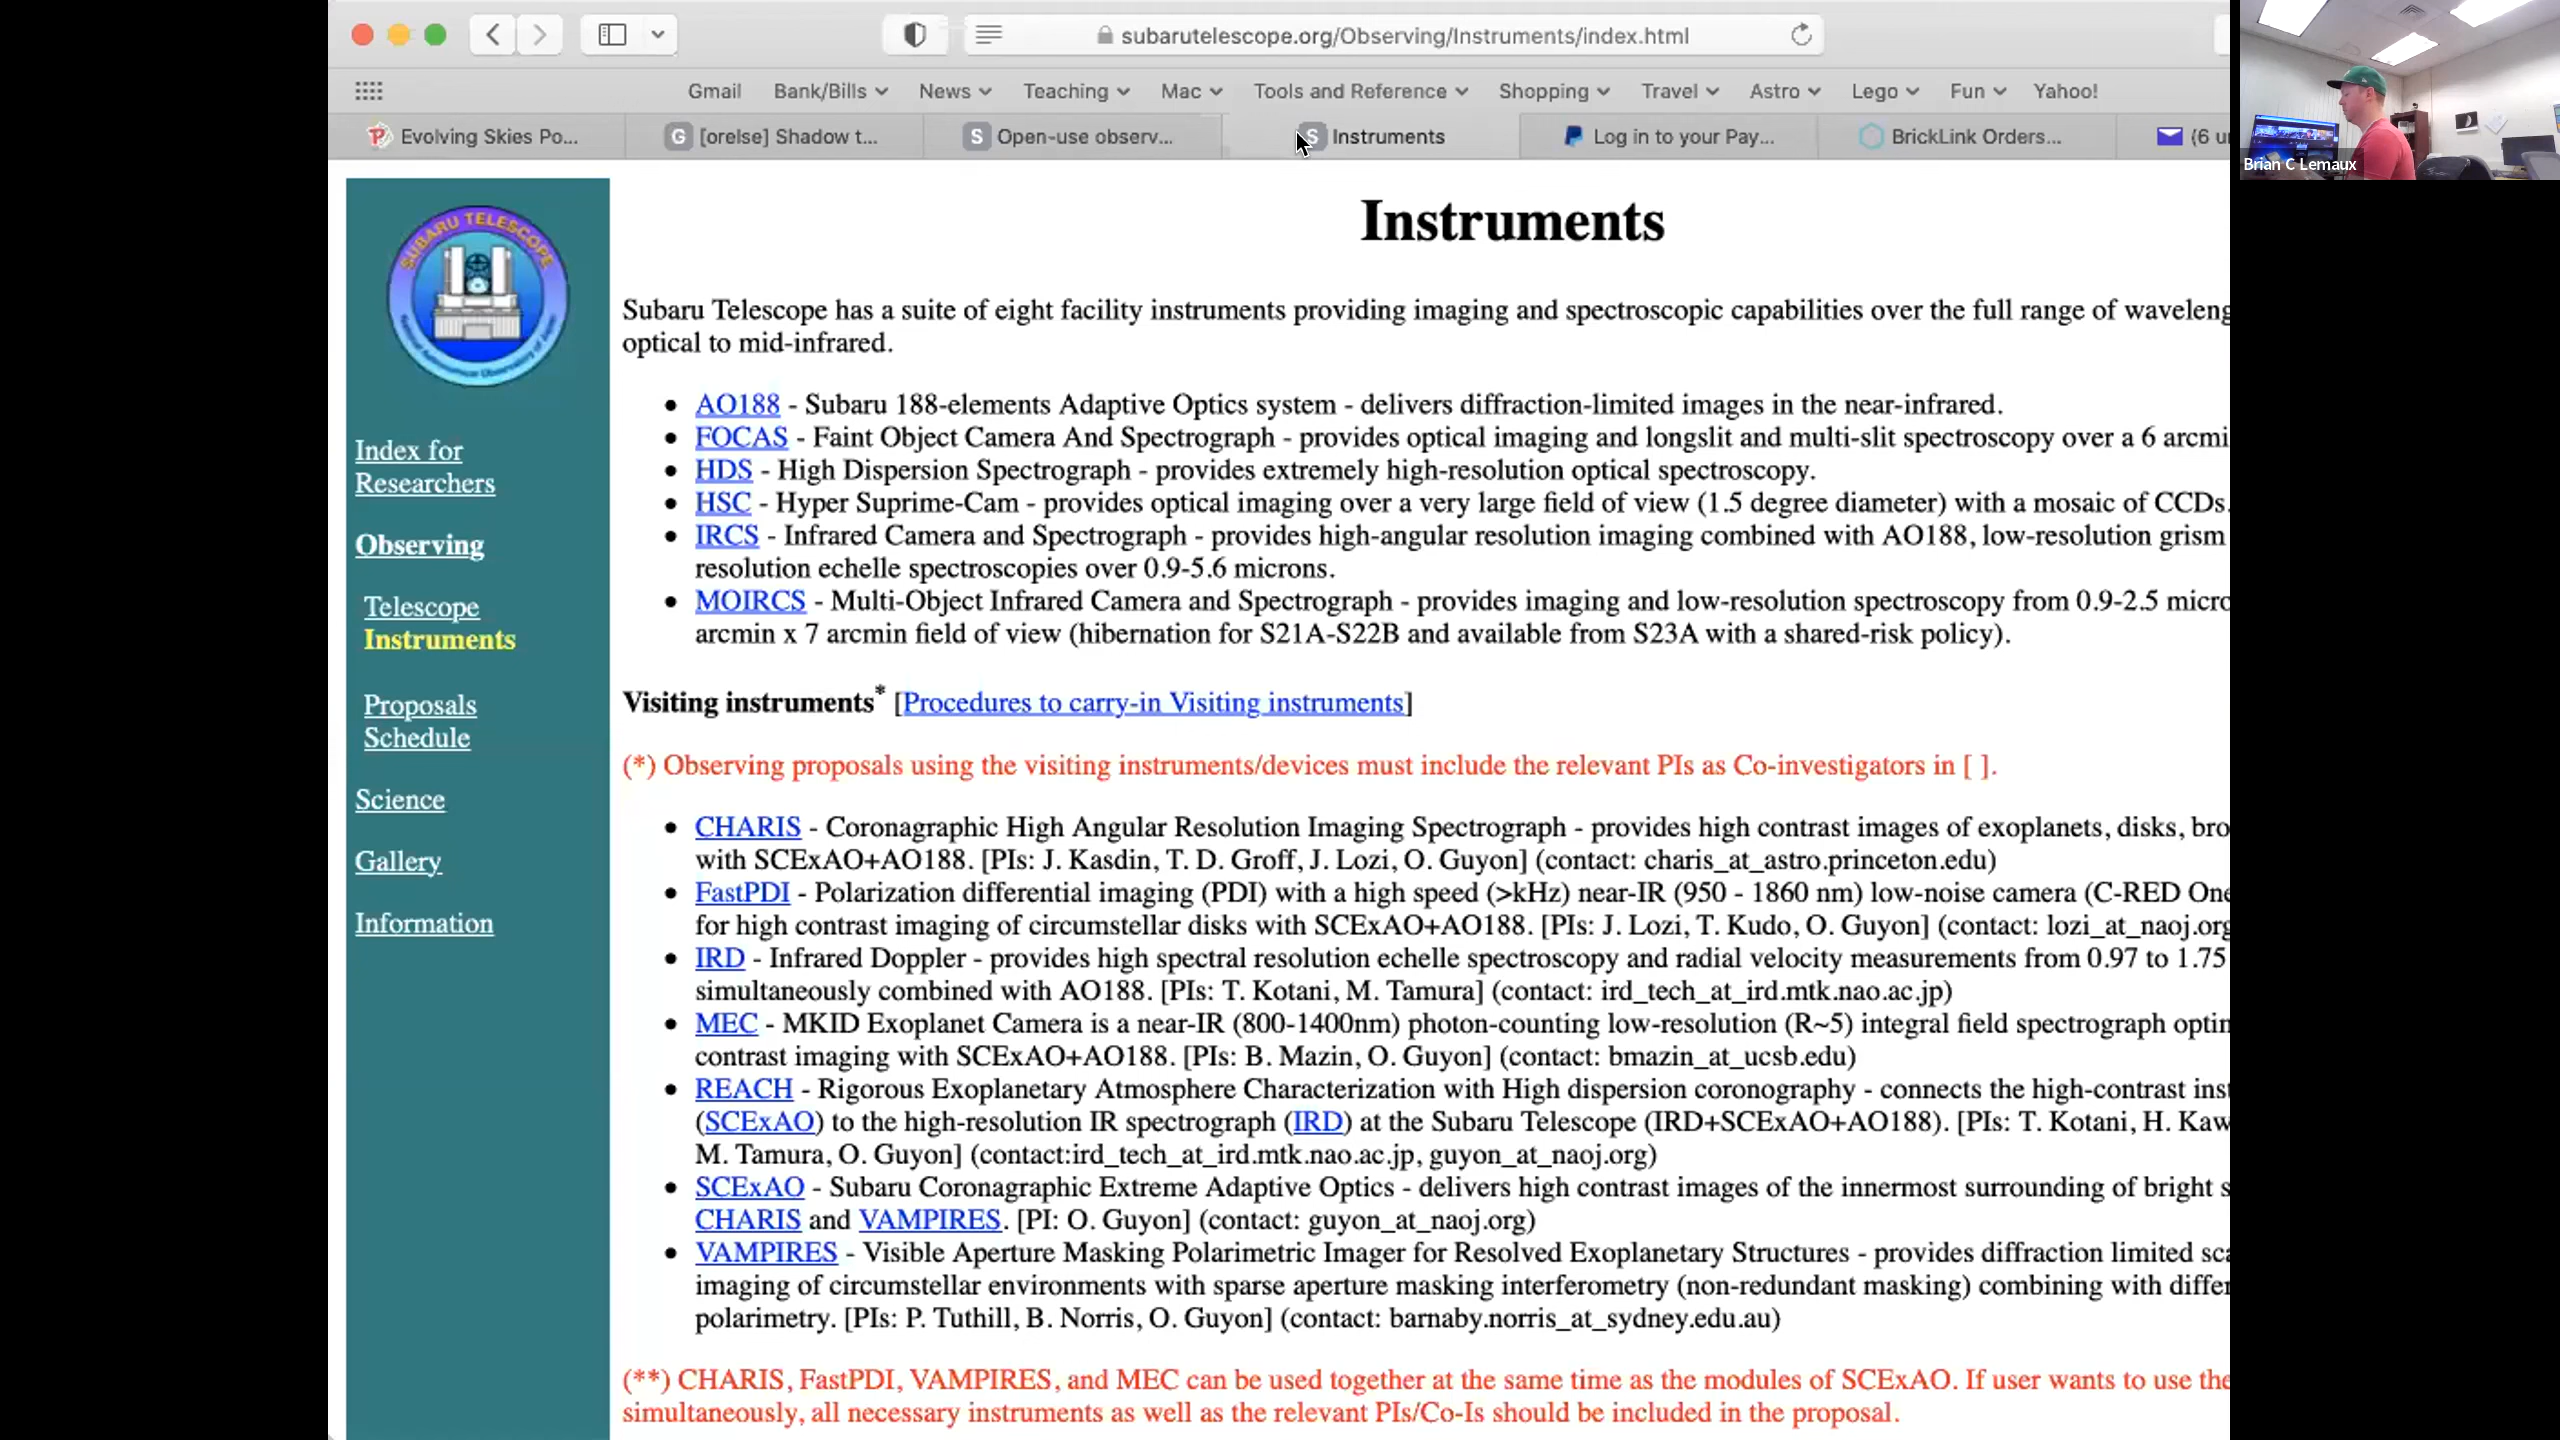 subarutelescope.org/Observing/Instruments/index.html
Gmail Bank/Bills News Teaching Mac Tools and Reference Shopping Travel Astro Lego Fun Yahoo!
Evolving Skies Po... G [orelse] Shadow t... S Open-use observ... S Instruments Log in to your Pay... BrickLink Orders... (6 u
Brian C Lemaux
SUBARU TELESCOPE
National Astronomical Observatory of Japan
Index for
Researchers
Observing
Telescope
Instruments
Proposals
Schedule
Science
Gallery
Information
Instruments
Subaru Telescope has a suite of eight facility instruments providing imaging and spectroscopic capabilities over the full range of waveleng
optical to mid-infrared.
• AO188 - Subaru 188-elements Adaptive Optics system - delivers diffraction-limited images in the near-infrared.
• FOCAS - Faint Object Camera And Spectrograph - provides optical imaging and longslit and multi-slit spectroscopy over a 6 arcmi
• HDS - High Dispersion Spectrograph - provides extremely high-resolution optical spectroscopy.
• HSC - Hyper Suprime-Cam - provides optical imaging over a very large field of view (1.5 degree diameter) with a mosaic of CCDs.
• IRCS - Infrared Camera and Spectrograph - provides high-angular resolution imaging combined with AO188, low-resolution grism
resolution echelle spectroscopies over 0.9-5.6 microns.
• MOIRCS - Multi-Object Infrared Camera and Spectrograph - provides imaging and low-resolution spectroscopy from 0.9-2.5 micro
arcmin x 7 arcmin field of view (hibernation for S21A-S22B and available from S23A with a shared-risk policy).
Visiting instruments* [Procedures to carry-in Visiting instruments]
(*) Observing proposals using the visiting instruments/devices must include the relevant PIs as Co-investigators in [ ].
• CHARIS - Coronagraphic High Angular Resolution Imaging Spectrograph - provides high contrast images of exoplanets, disks, bro
with SCExAO+AO188. [PIs: J. Kasdin, T. D. Groff, J. Lozi, O. Guyon] (contact: charis_at_astro.princeton.edu)
• FastPDI - Polarization differential imaging (PDI) with a high speed (>kHz) near-IR (950 - 1860 nm) low-noise camera (C-RED One
for high contrast imaging of circumstellar disks with SCExAO+AO188. [PIs: J. Lozi, T. Kudo, O. Guyon] (contact: lozi_at_naoj.org
• IRD - Infrared Doppler - provides high spectral resolution echelle spectroscopy and radial velocity measurements from 0.97 to 1.75
simultaneously combined with AO188. [PIs: T. Kotani, M. Tamura] (contact: ird_tech_at_ird.mtk.nao.ac.jp)
• MEC - MKID Exoplanet Camera is a near-IR (800-1400nm) photon-counting low-resolution (R~5) integral field spectrograph optim
contrast imaging with SCExAO+AO188. [PIs: B. Mazin, O. Guyon] (contact: bmazin_at_ucsb.edu)
• REACH - Rigorous Exoplanetary Atmosphere Characterization with High dispersion coronography - connects the high-contrast inst
(SCExAO) to the high-resolution IR spectrograph (IRD) at the Subaru Telescope (IRD+SCExAO+AO188). [PIs: T. Kotani, H. Kaw
M. Tamura, O. Guyon] (contact:ird_tech_at_ird.mtk.nao.ac.jp, guyon_at_naoj.org)
• SCExAO - Subaru Coronagraphic Extreme Adaptive Optics - delivers high contrast images of the innermost surrounding of bright s
CHARIS and VAMPIRES. [PI: O. Guyon] (contact: guyon_at_naoj.org)
• VAMPIRES - Visible Aperture Masking Polarimetric Imager for Resolved Exoplanetary Structures - provides diffraction limited sca
imaging of circumstellar environments with sparse aperture masking interferometry (non-redundant masking) combining with differ
polarimetry. [PIs: P. Tuthill, B. Norris, O. Guyon] (contact: barnaby.norris_at_sydney.edu.au)
(**) CHARIS, FastPDI, VAMPIRES, and MEC can be used together at the same time as the modules of SCExAO. If user wants to use the
simultaneously, all necessary instruments as well as the relevant PIs/Co-Is should be included in the proposal.